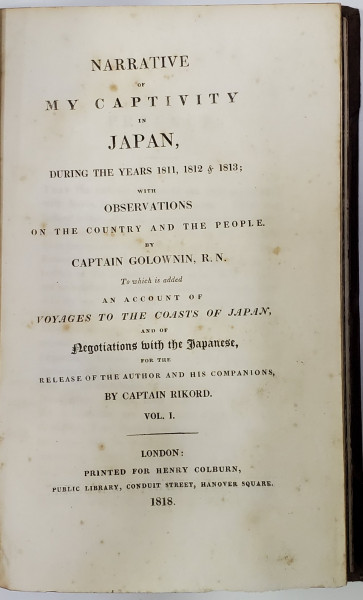 NARRATIVE
OF
MY CAPTIVITY
IN
JAPAN,
DURING THE YEARS 1811, 1812 & 1813;
WITH
OBSERVATIONS
ON THE COUNTRY AND THE PEOPLE.
BY
CAPTAIN GOLOWNIN, R. N.
To which is added
AN ACCOUNT OF
VOYAGES TO THE COASTS OF JAPAN,
AND OF
Negotiations with the Japanese,
FOR THE
RELEASE OF THE AUTHOR AND HIS COMPANIONS,
BY CAPTAIN RIKORD.
VOL. I.
LONDON:
PRINTED FOR HENRY COLBURN,
PUBLIC LIBRARY, CONDUIT STREET, HANOVER SQUARE.
1818.